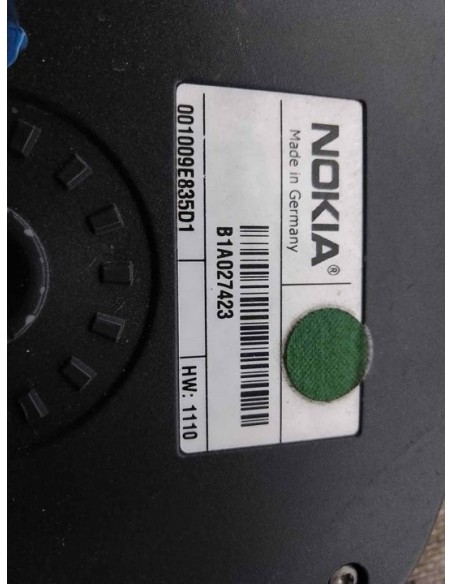 NOKIA®
Made in Germany
B1A027423
001009E835D1
HW: 1110